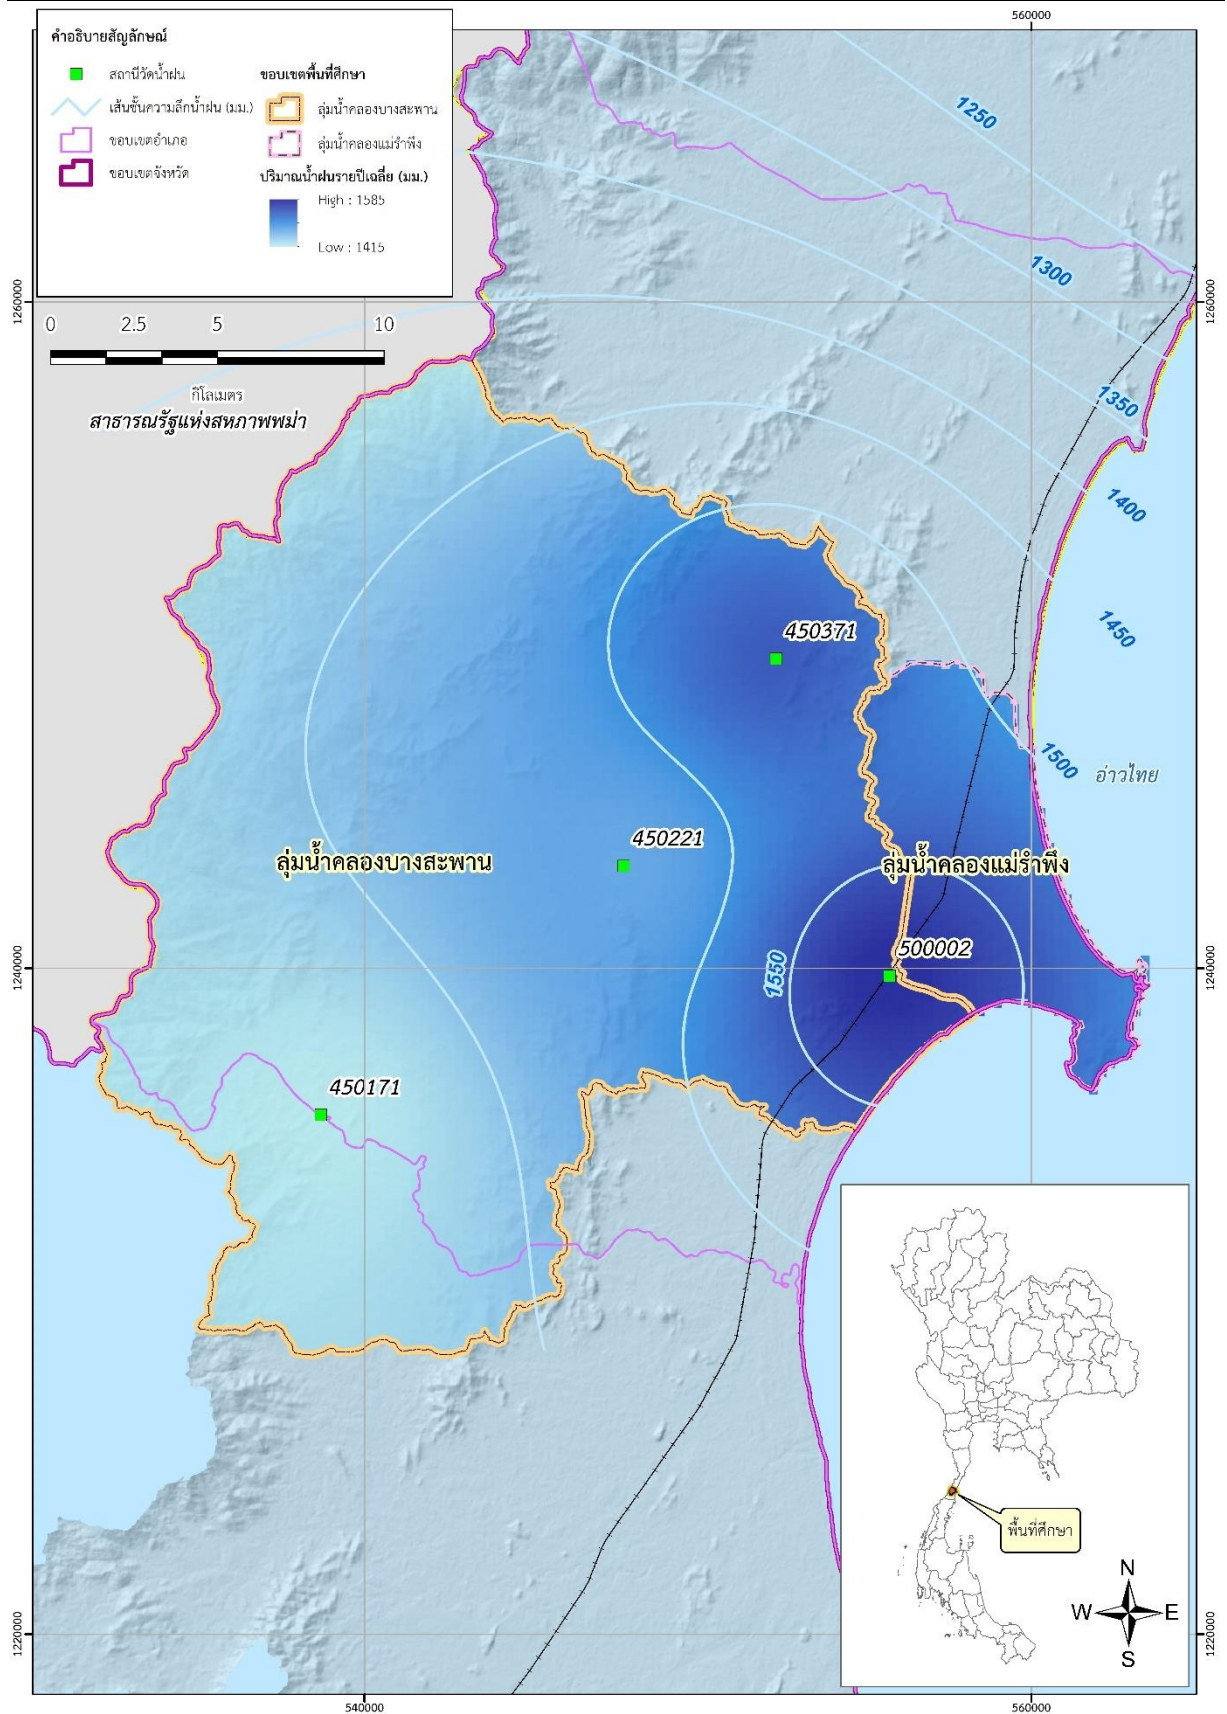 560000
คำอธิบายสัญลักษณ์
สถานีวัดน้ำฝน
เส้นชั้นความลึกน้ำฝน (มม.)
ขอบเขตอำเภอ
ขอบเขตจังหวัด
ขอบเขตพื้นที่ศึกษา
ลุ่มน้ำคลองบางสะพาน
ลุ่มน้ำคลองแม่รำพึง
ปริมาณน้ำฝนรายปีเฉลี่ย (มม.)
High : 1585
Low : 1415
1250
1300
1260000
1260000
0 2.5 5 10
กิโลเมตร
สาธารณรัฐแห่งสหภาพพม่า
1350
1400
1450
450371
1500
อ่าวไทย
450221
ลุ่มน้ำคลองบางสะพาน
ลุ่มน้ำคลองแม่รำพึง
500002
1550
1240000
1240000
450171
พื้นที่ศึกษา
N
W E
S
1220000
1220000
540000
560000